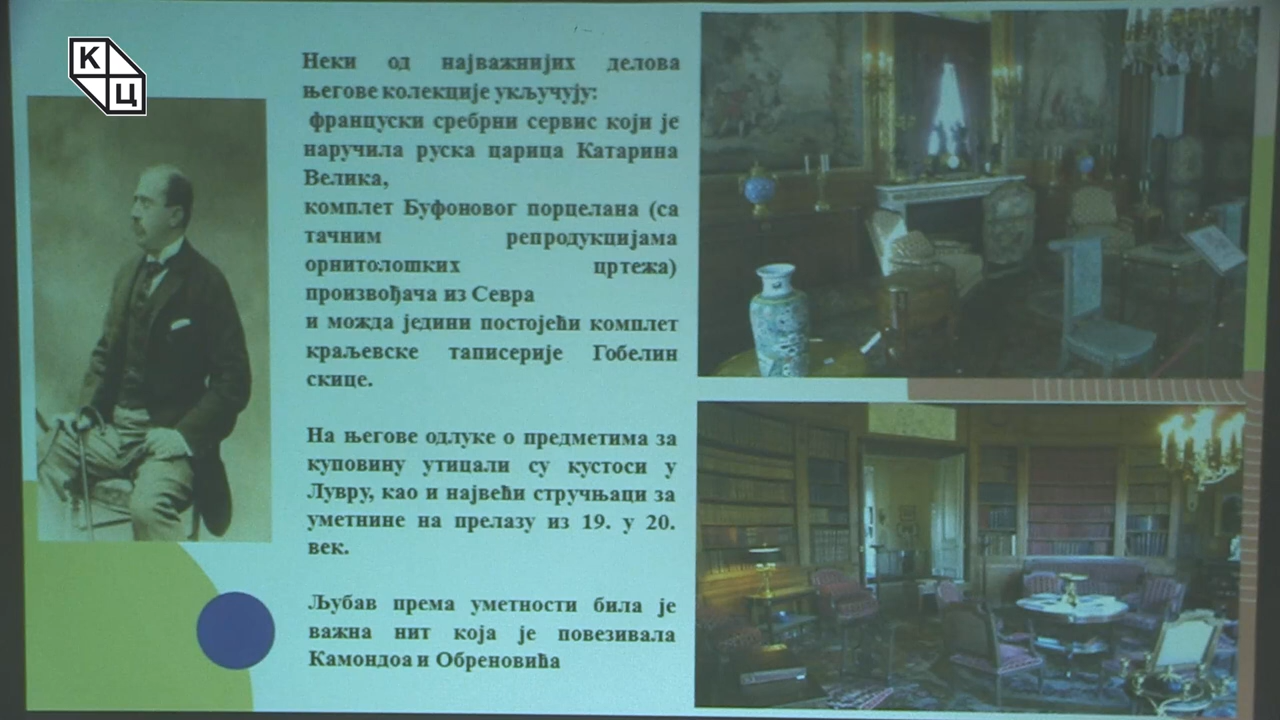 КЦ
Неки од најважнијих делова
његове колекције укључују:
француски сребрни сервис који је
наручила руска царица Катарина
Велика,
комплет Буфоновог порцелана (са
тачним репродукцијама
орнитолошких цртежа)
произвођача из Севра
и можда једини постојећи комплет
краљевске таписерије Гобелин
скице.
На његове одлуке о предметима за
куповину утицали су кустоси у
Лувру, као и највећи стручњаци за
уметнине на прелазу из 19. у 20.
век.
Љубав према уметности била је
важна нит која је повезивала
Камондоа и Обреновића